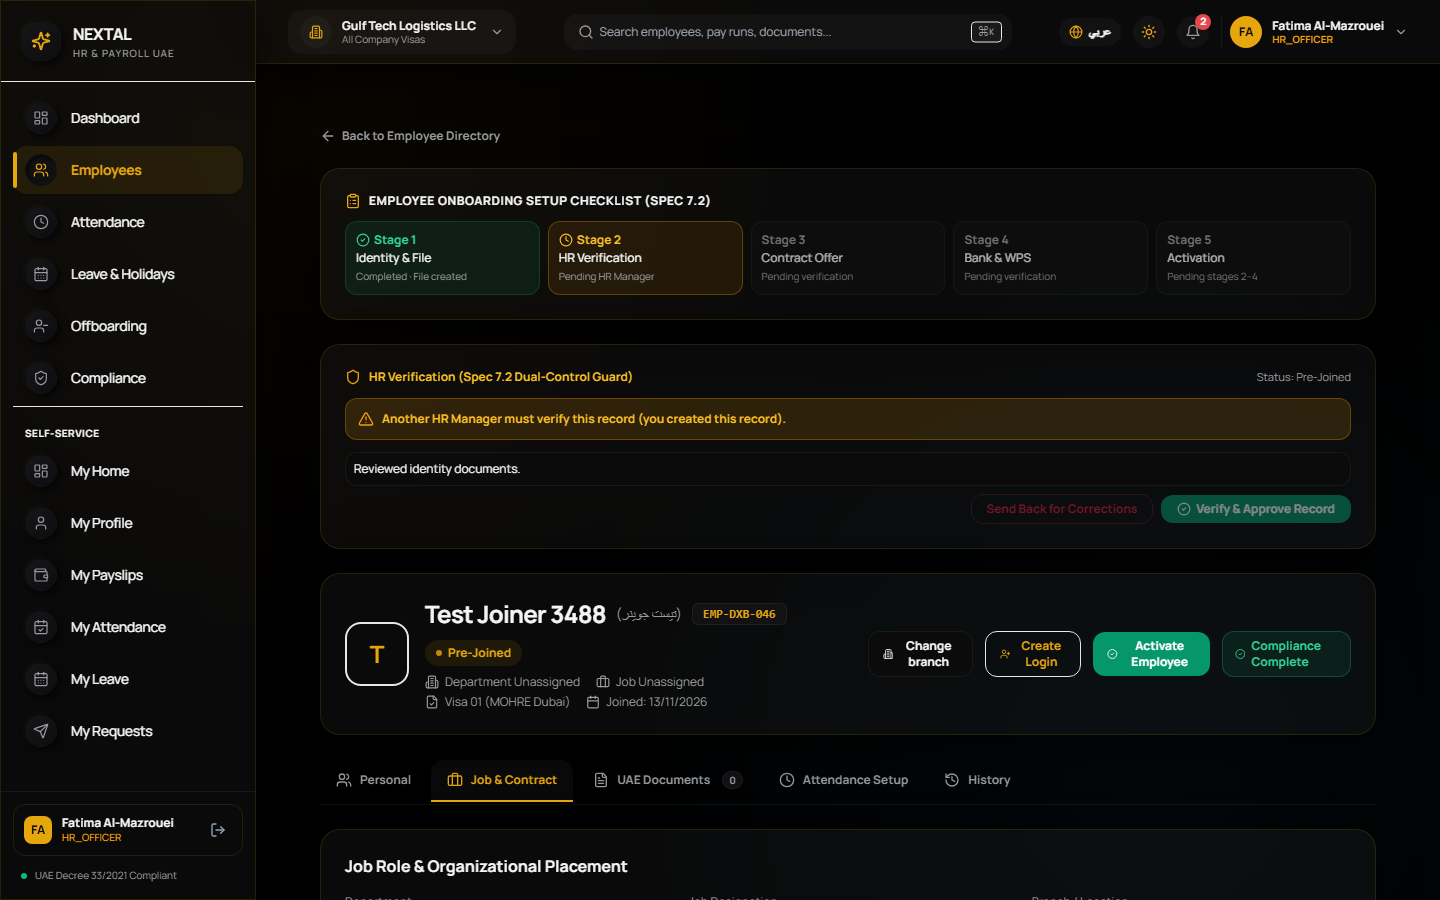 NEXTAL
HR & PAYROLL UAE
Gulf Tech Logistics LLC
All Company Visas
Search employees, pay runs, documents...
⌘K
عربي
2
FA
Fatima Al-Mazrouei
HR_OFFICER
Dashboard
Employees
Attendance
Leave & Holidays
Offboarding
Compliance
SELF-SERVICE
My Home
My Profile
My Payslips
My Attendance
My Leave
My Requests
FA
Fatima Al-Mazrouei
HR_OFFICER
UAE Decree 33/2021 Compliant
Back to Employee Directory
EMPLOYEE ONBOARDING SETUP CHECKLIST (SPEC 7.2)
Stage 1
Identity & File
Completed · File created
Stage 2
HR Verification
Pending HR Manager
Stage 3
Contract Offer
Pending verification
Stage 4
Bank & WPS
Pending verification
Stage 5
Activation
Pending stages 2–4
HR Verification (Spec 7.2 Dual-Control Guard)
Status: Pre-Joined
Another HR Manager must verify this record (you created this record).
Reviewed identity documents.
Send Back for Corrections
Verify & Approve Record
T
Test Joiner 3488 (تیست جوینر) EMP-DXB-046
Pre-Joined
Department Unassigned
Job Unassigned
Visa 01 (MOHRE Dubai)
Joined: 13/11/2026
Change
branch
Create
Login
Activate
Employee
Compliance
Complete
Personal
Job & Contract
UAE Documents 0
Attendance Setup
History
Job Role & Organizational Placement